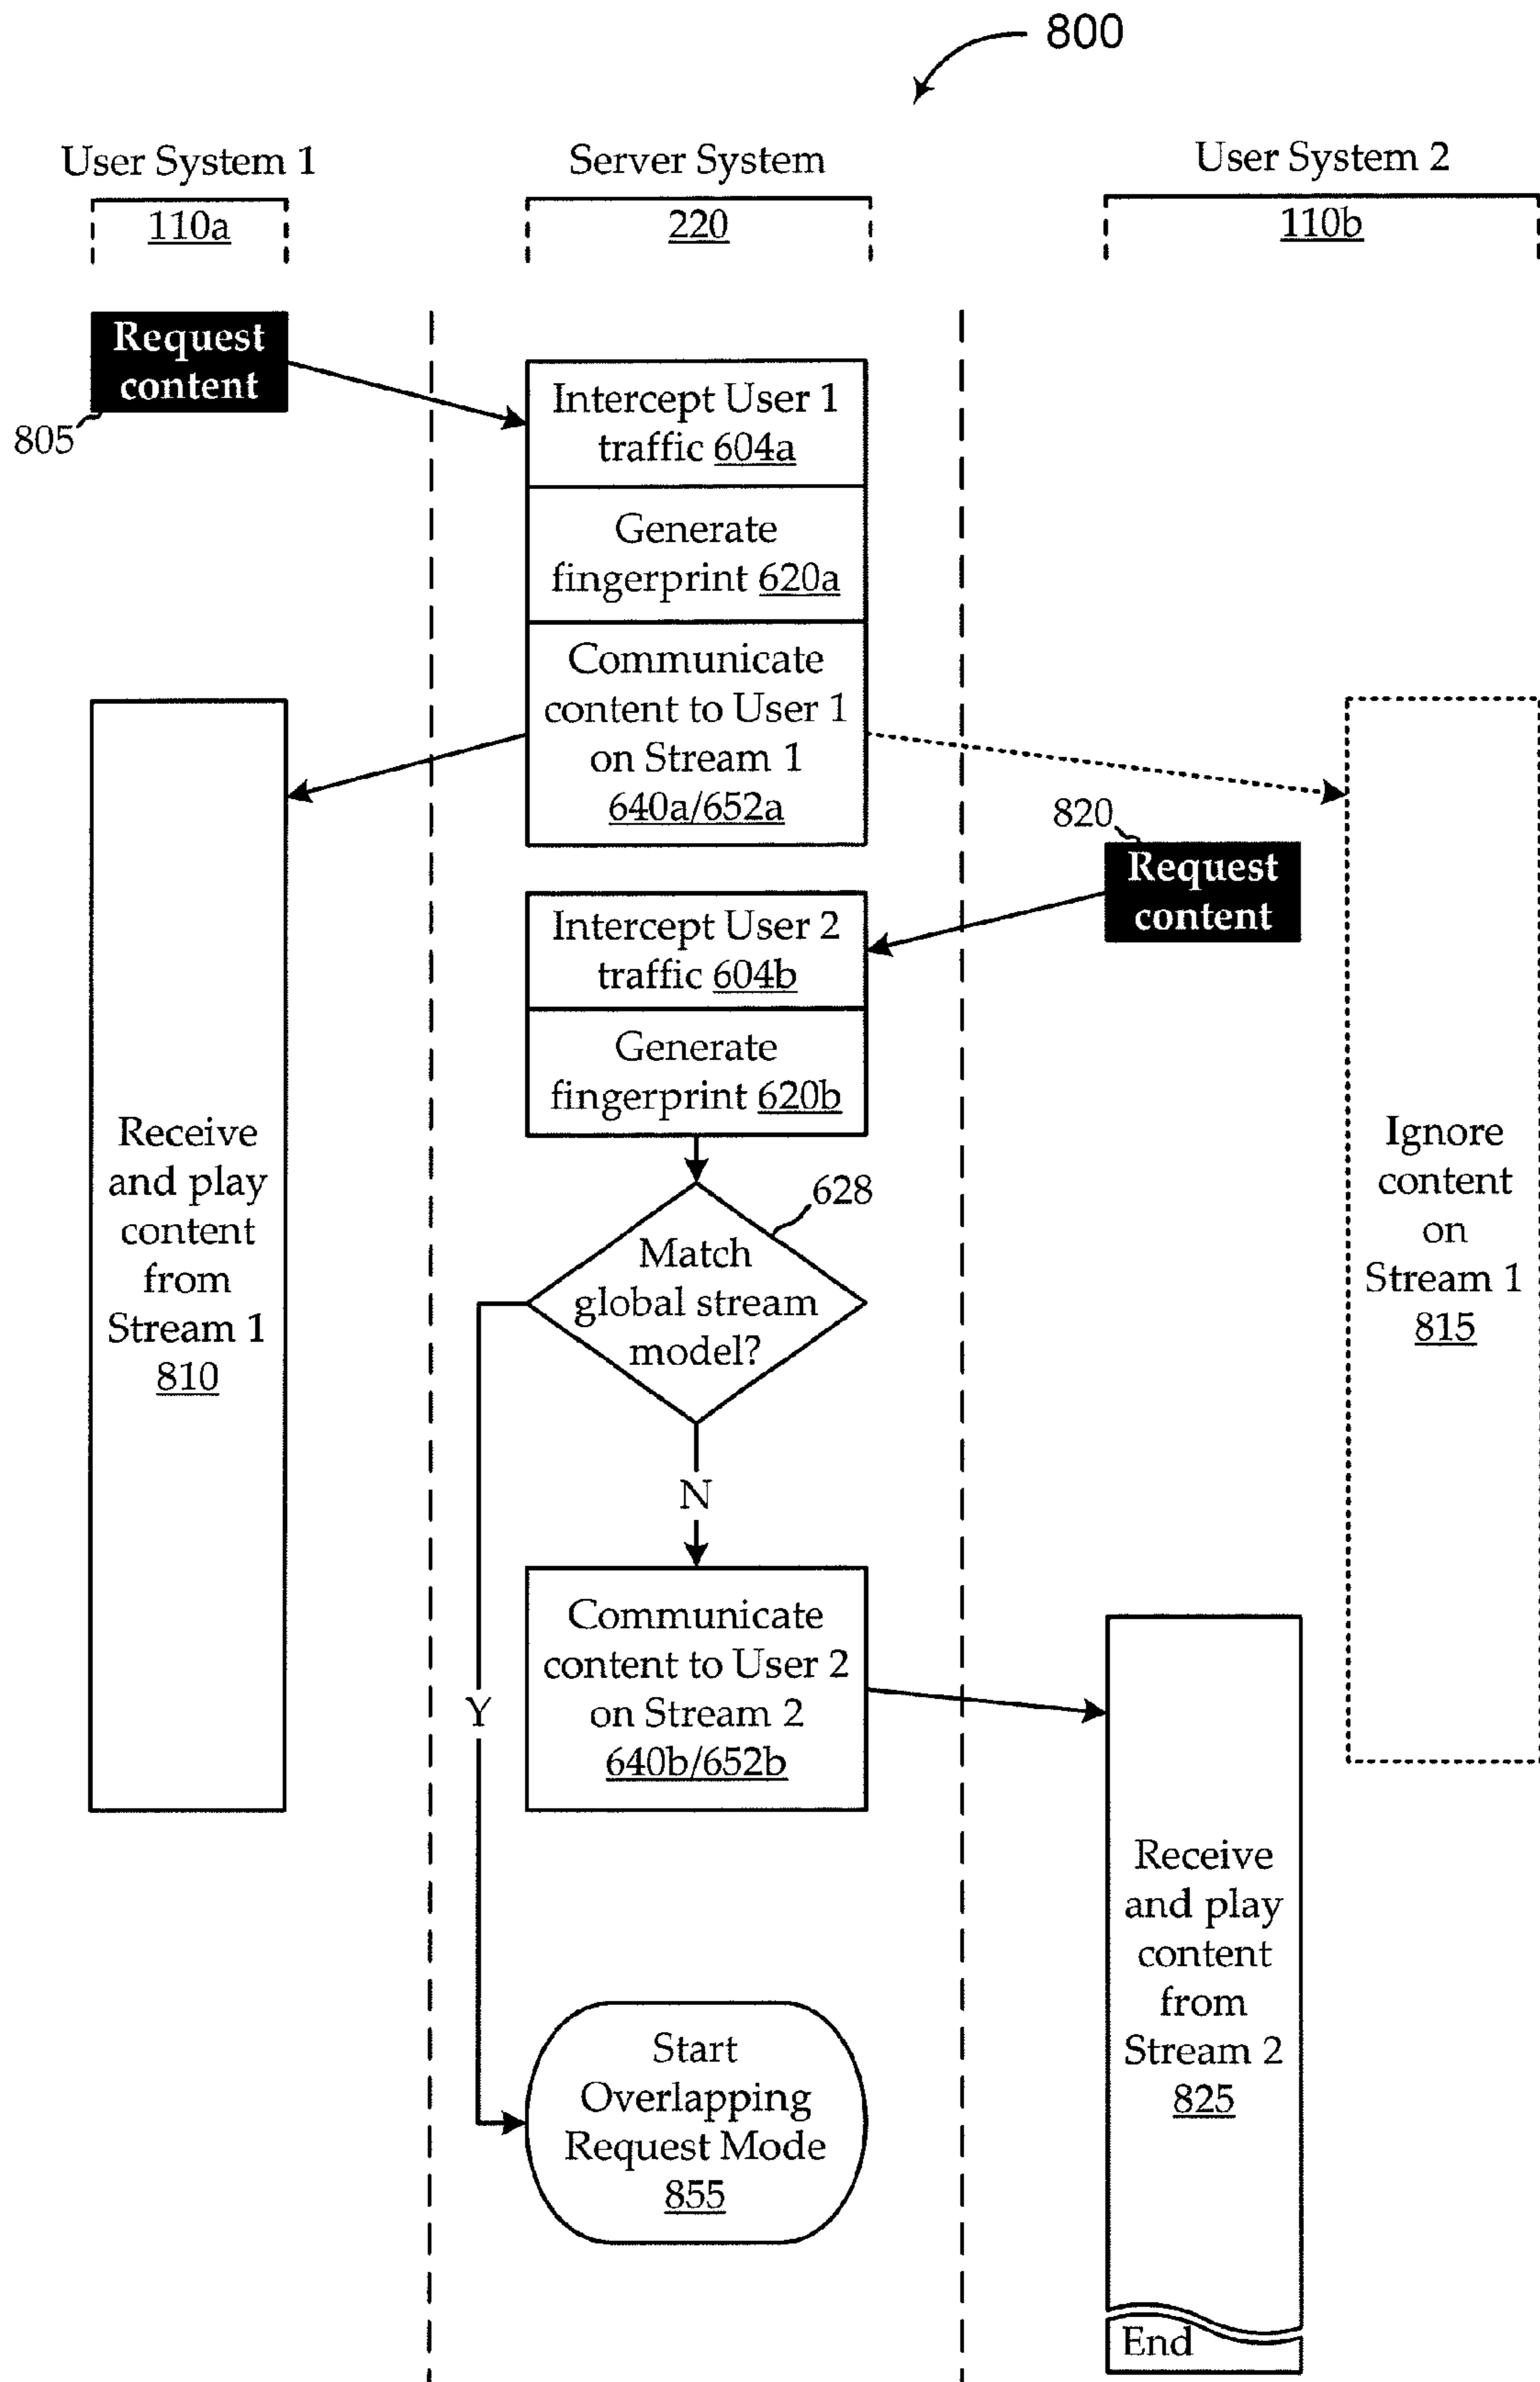 800
User System 1
Server System
User System 2
110a
220
110b
Request
content
805
Intercept User 1
traffic 604a
Generate
fingerprint 620a
Communicate
content to User 1
on Stream 1
640a/652a
820
Request
content
Intercept User 2
traffic 604b
Generate
fingerprint 620b
Receive
and play
content
from
Stream 1
810
Ignore
content
on
Stream 1
815
628
Match
global stream
model?
N
Y
Communicate
content to User 2
on Stream 2
640b/652b
Receive
and play
content
from
Stream 2
825
Start
Overlapping
Request Mode
855
End